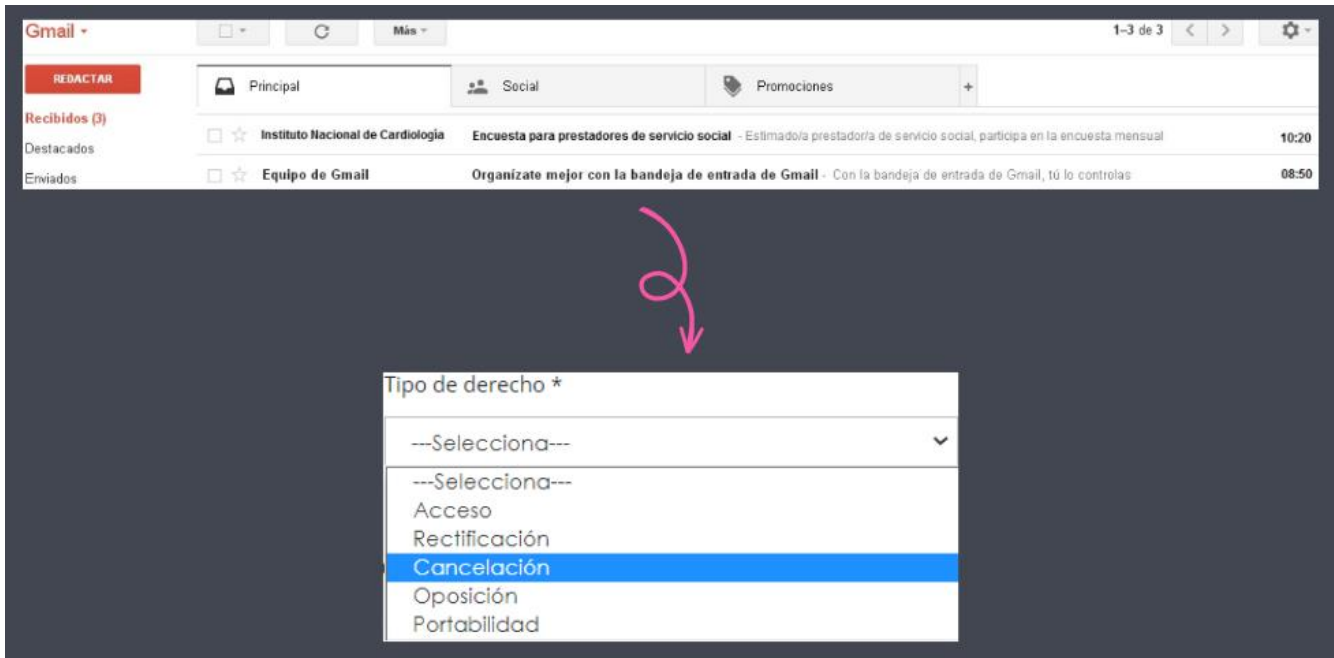 Gmail
Más
1–3 de 3
REDACTAR
Principal
Social
Promociones
+
Recibidos (3)
Instituto Nacional de Cardiología Encuesta para prestadores de servicio social - Estimado/a prestador/a de servicio social, participa en la encuesta mensual 10:20
Destacados
Enviados
Equipo de Gmail Organízate mejor con la bandeja de entrada de Gmail - Con la bandeja de entrada de Gmail, tú lo controlas 08:50
Tipo de derecho *
---Selecciona---
---Selecciona---
Acceso
Rectificación
Cancelación
Oposición
Portabilidad